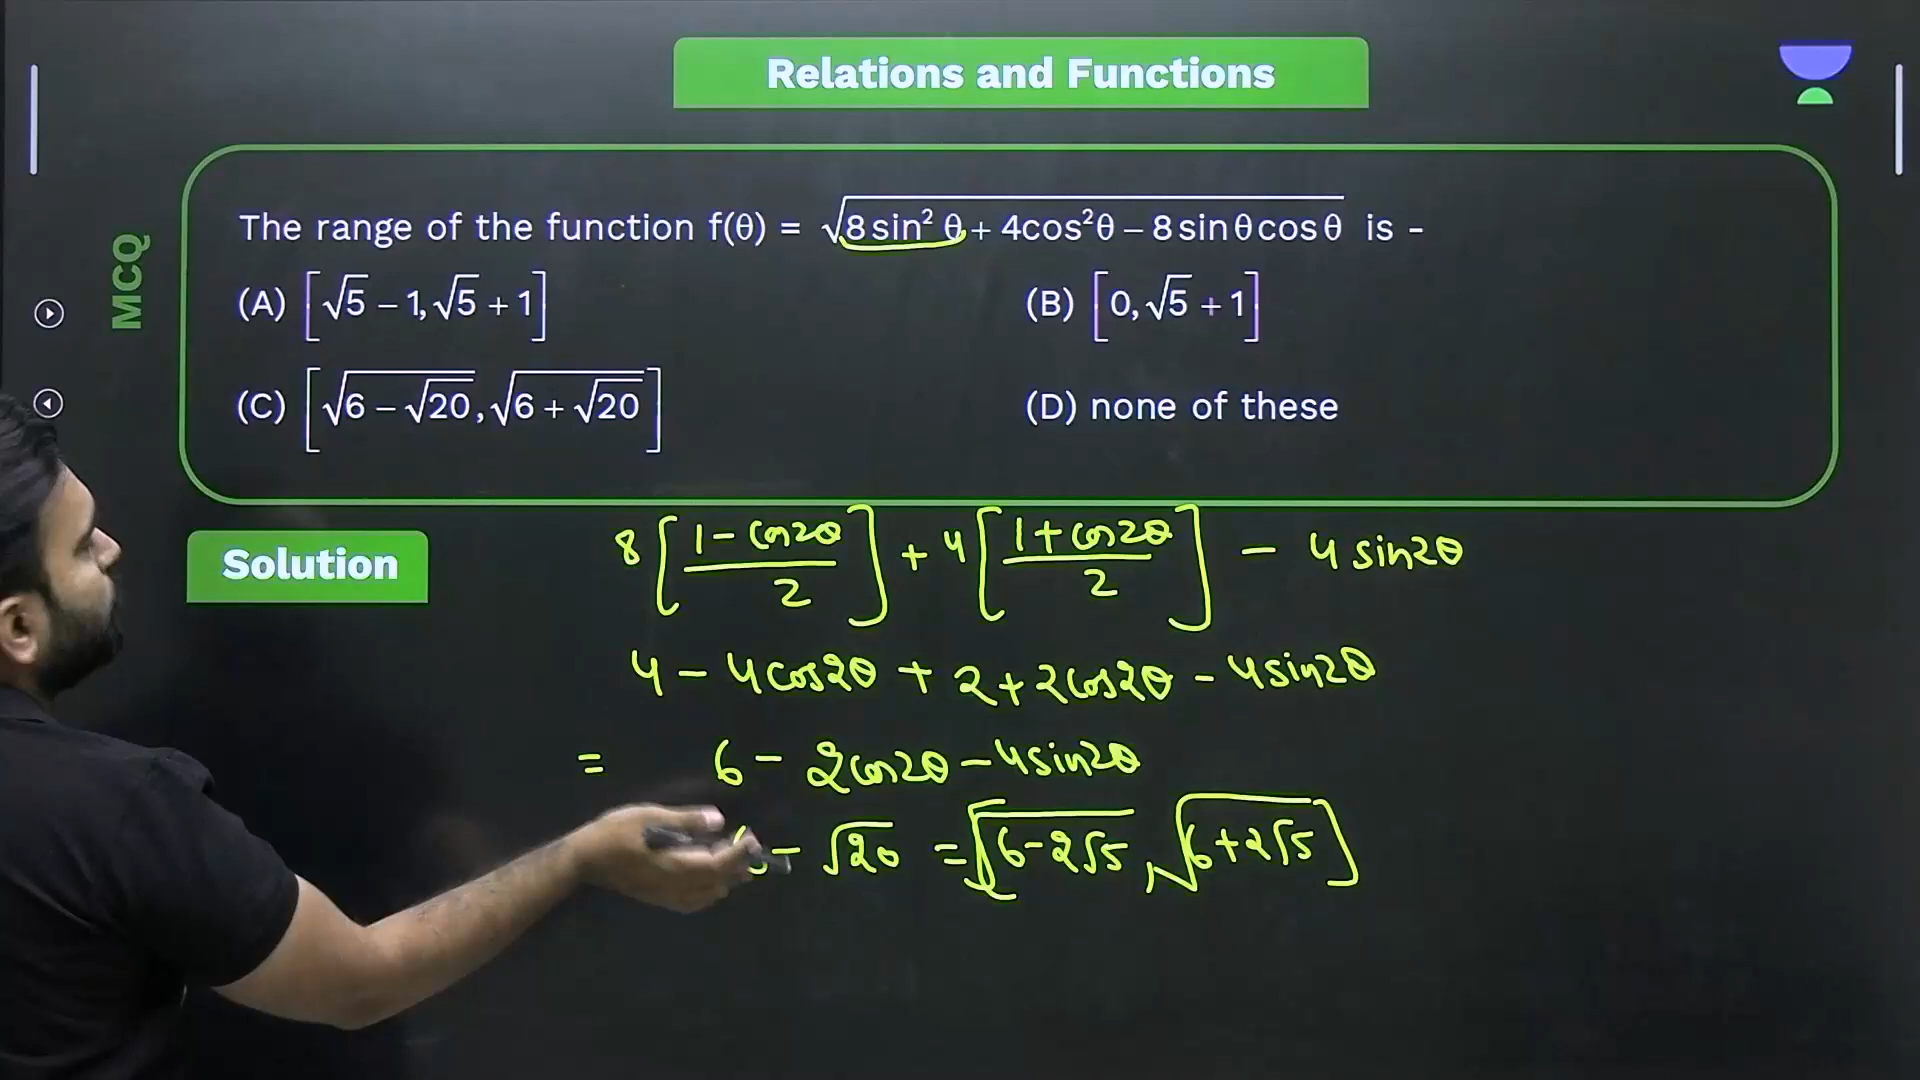 Relations and Functions
MCQ
The range of the function f(θ) = √(8 sin² θ + 4cos²θ – 8 sin θ cos θ) is -
(A) [√5 – 1, √5 + 1]
(B) [0, √5 + 1]
(C) [√(6 – √20), √(6 + √20)]
(D) none of these
Solution
8 [(1 - cos2θ)/2] + 4 [(1 + cos2θ)/2] - 4 sin2θ
4 - 4cos2θ + 2 + 2cos2θ - 4sin2θ
= 6 - 2cos2θ - 4sin2θ
- √20 = [√(6-2√5), √(6+2√5)]